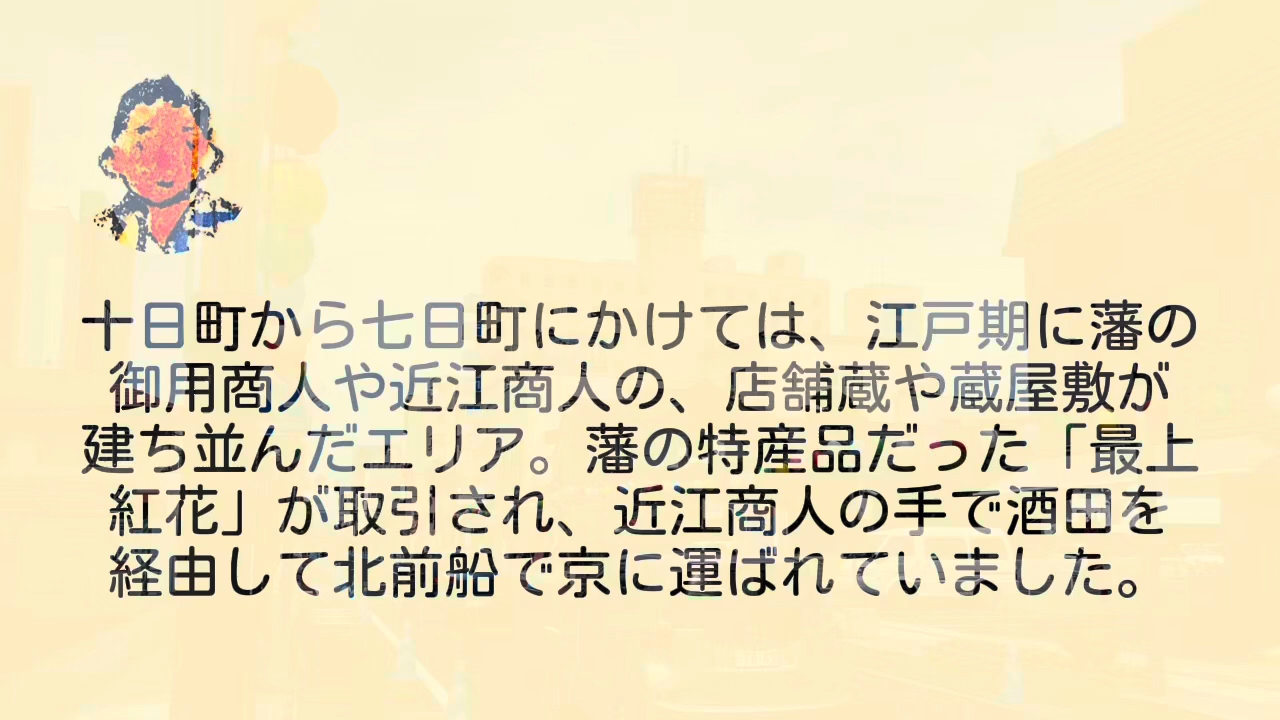 十日町から七日町にかけては、江戸期に藩の
御用商人や近江商人の、店舗蔵や蔵屋敷が
建ち並んだエリア。藩の特産品だった「最上
紅花」が取引され、近江商人の手で酒田を
経由して北前船で京に運ばれていました。